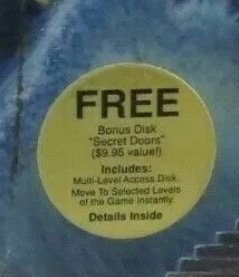 FREE
Bonus Disk
"Secret Doors"
($9.95 value!)
Includes:
Multi-Level Access Disk.
Move To Selected Levels
of the Game Instantly.
Details Inside